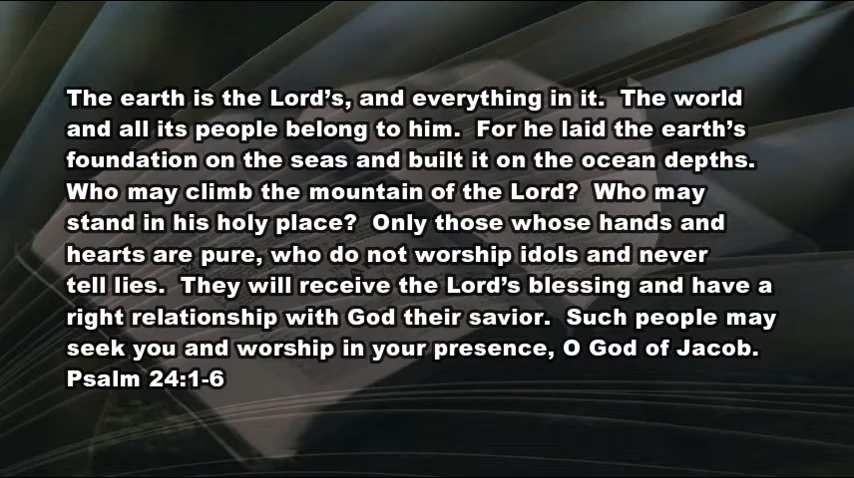 The earth is the Lord’s, and everything in it.  The world
and all its people belong to him.  For he laid the earth’s
foundation on the seas and built it on the ocean depths.
Who may climb the mountain of the Lord?  Who may
stand in his holy place?  Only those whose hands and
hearts are pure, who do not worship idols and never
tell lies.  They will receive the Lord’s blessing and have a
right relationship with God their savior.  Such people may
seek you and worship in your presence, O God of Jacob.
Psalm 24:1-6